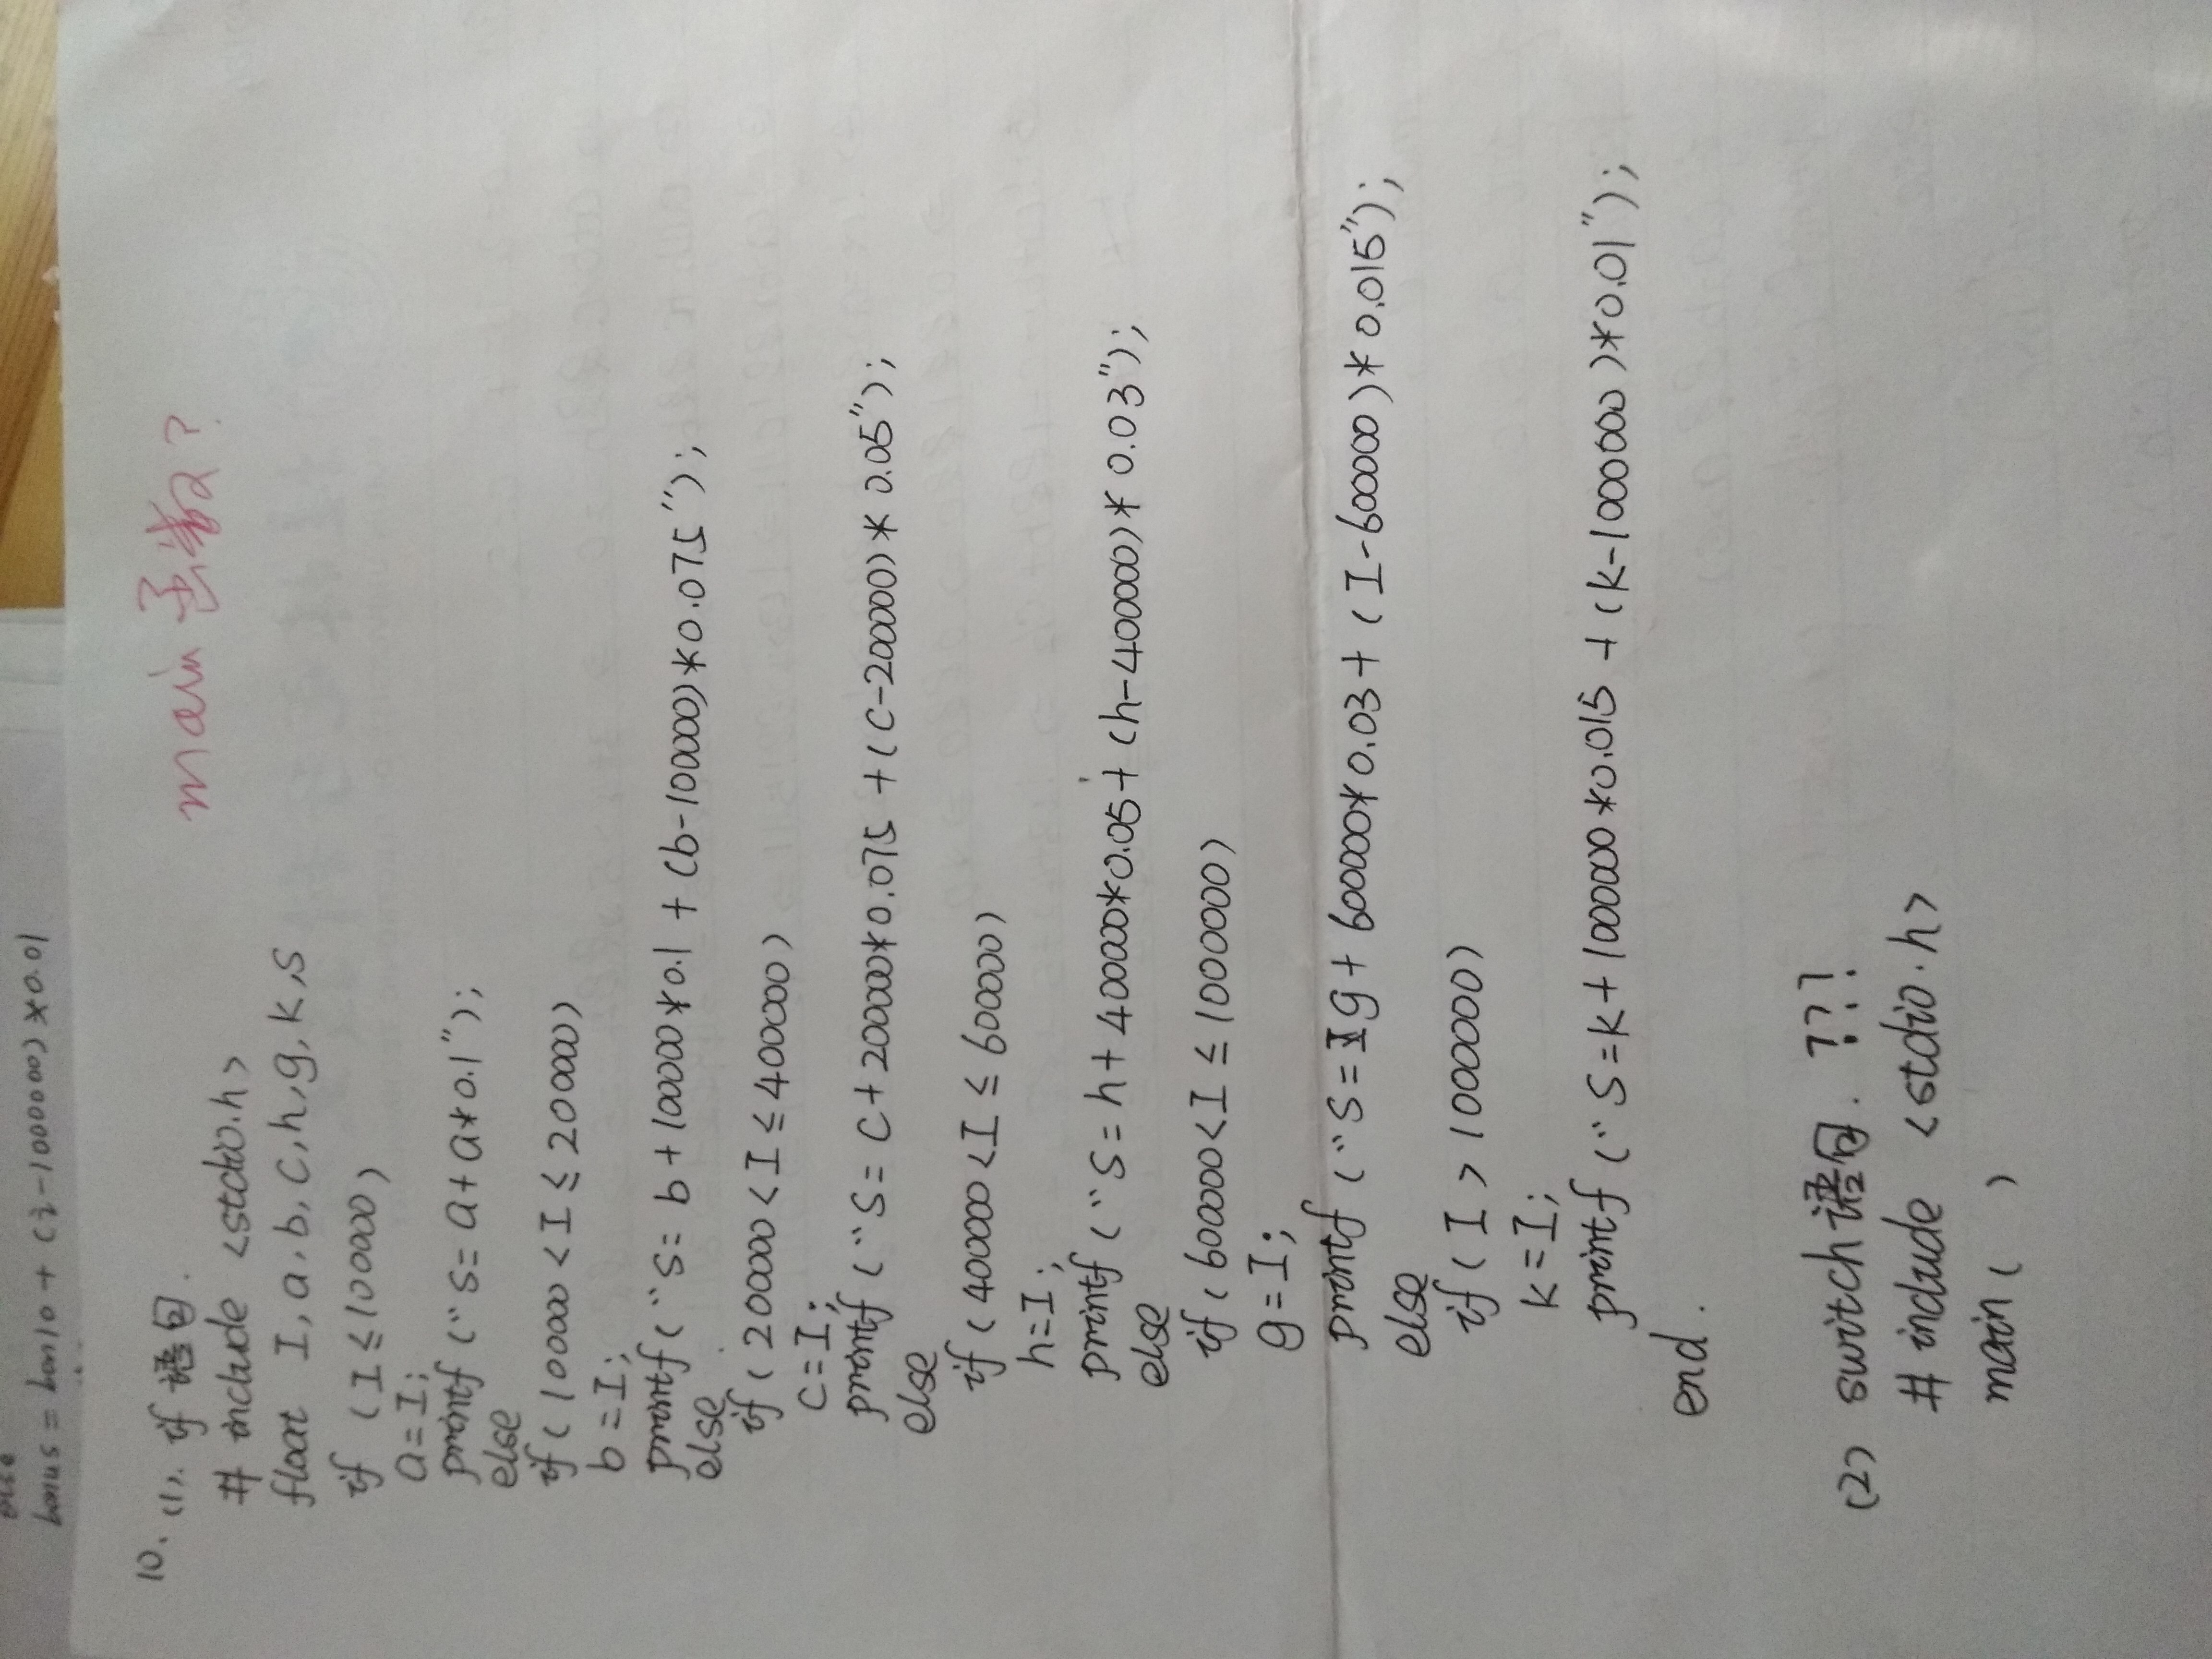 else
bonus = bon10 + (i-1000000)*0.01
10. (1). if 语句.
main函数?
# include <stdio.h>
float I, a, b, c, h, g, k, s
if (I≤100000)
a=I;
printf ("s= a+a*0.1");
else
if( 100000 < I ≤ 200000)
b =I;
printf( "s= b+100000*0.1 + (b-100000)*0.075");
else
if( 200000 < I ≤ 400000)
c=I;
printf ("s= c+200000*0.075 +(c-200000)* 0.05");
else
if( 400000 < I ≤ 600000)
h=I;
printf ("s= h+ 400000*0.05+ (h-400000)* 0.03");
else
if( 600000< I ≤ 1000000)
g=I;
printf ("s=g+ 600000*0.03+ (I-600000)* 0.015");
else
if( I > 1000000)
k=I;
printf ("s=k+ 1000000*0.015 + (k-1000000)*0.01");
end.
(2) switch语句. ???
# include <stdio.h>
main( )